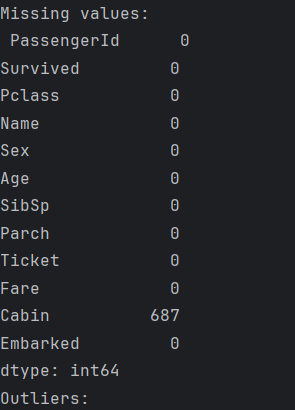 Missing values:
 PassengerId      0
Survived         0
Pclass           0
Name             0
Sex              0
Age              0
SibSp            0
Parch            0
Ticket           0
Fare             0
Cabin          687
Embarked         0
dtype: int64
Outliers: